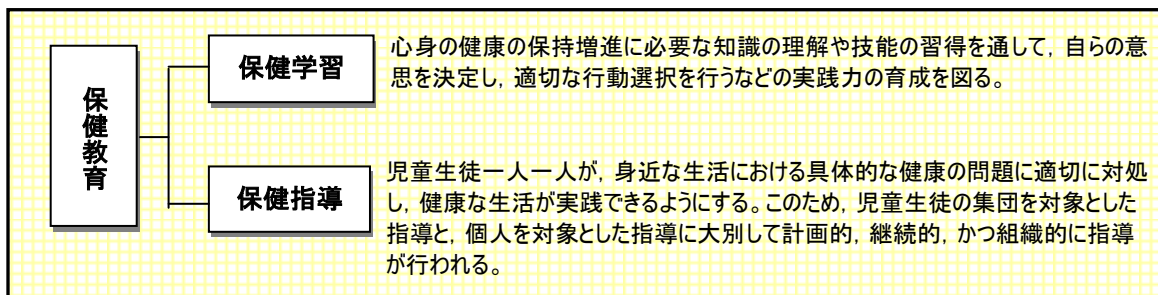 保健教育
保健学習
心身の健康の保持増進に必要な知識の理解や技能の習得を通して，自らの意
思を決定し，適切な行動選択を行うなどの実践力の育成を図る。
保健指導
児童生徒一人一人が，身近な生活における具体的な健康の問題に適切に対処
し，健康な生活が実践できるようにする。このため，児童生徒の集団を対象とした
指導と，個人を対象とした指導に大別して計画的，継続的，かつ組織的に指導
が行われる。